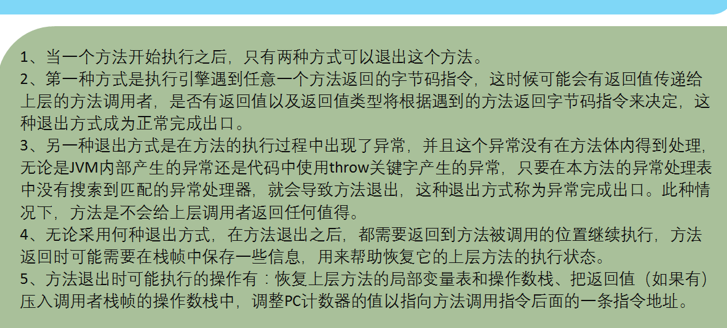 1、当一个方法开始执行之后，只有两种方式可以退出这个方法。
2、第一种方式是执行引擎遇到任意一个方法返回的字节码指令，这时候可能会有返回值传递给
上层的方法调用者，是否有返回值以及返回值类型将根据遇到的方法返回字节码指令来决定，这
种退出方式成为正常完成出口。
3、另一种退出方式是在方法的执行过程中出现了异常，并且这个异常没有在方法体内得到处理，
无论是JVM内部产生的异常还是代码中使用throw关键字产生的异常，只要在本方法的异常处理表
中没有搜索到匹配的异常处理器，就会导致方法退出，这种退出方式称为异常完成出口。此种情
况下，方法是不会给上层调用者返回任何值得。
4、无论采用何种退出方式，在方法退出之后，都需要返回到方法被调用的位置继续执行，方法
返回时可能需要在栈帧中保存一些信息，用来帮助恢复它的上层方法的执行状态。
5、方法退出时可能执行的操作有：恢复上层方法的局部变量表和操作数栈、把返回值（如果有）
压入调用者栈帧的操作数栈中，调整PC计数器的值以指向方法调用指令后面的一条指令地址。